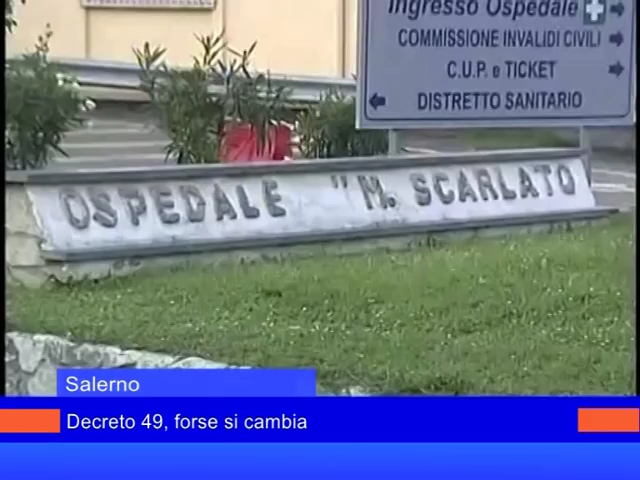 Ingresso Ospedale
COMMISSIONE INVALIDI CIVILI
C.U.P. e TICKET
DISTRETTO SANITARIO
OSPEDALE "M. SCARLATO
Salerno
Decreto 49, forse si cambia